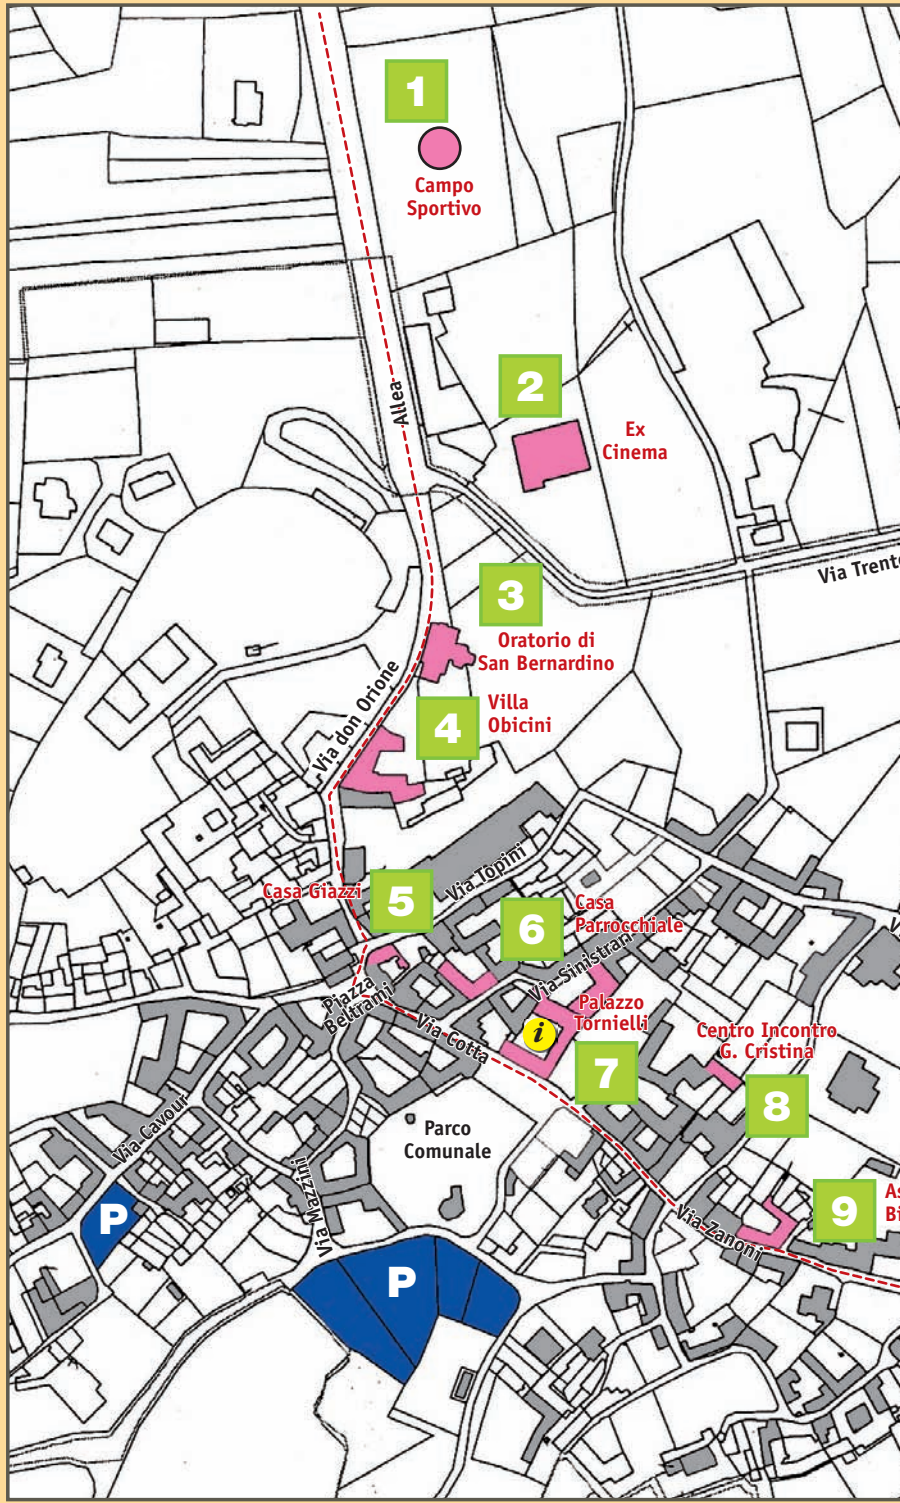 1
Campo
Sportivo
Allea
2
Ex
Cinema
Via Trento
3
Oratorio di
San Bernardino
Via don Orione
4
Villa
Obicini
Via Topini
Casa Giazzi
5
6
Casa
Parrocchiale
Via Sinistrari
Piazza
Beltrami
Palazzo
Tornielli
i
Via Cotta
7
Centro Incontro
G. Cristina
8
Via Cavour
Parco
Comunale
Via Mazzini
P
P
Via Zanoni
9
As
Bi